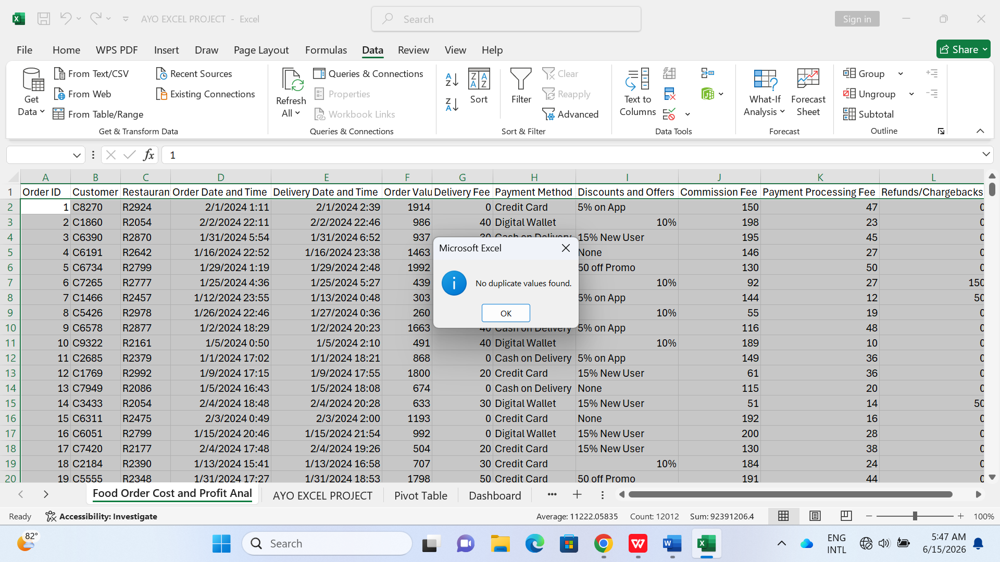 AYO EXCEL PROJECT - Excel
Search
Sign in
File Home WPS PDF Insert Draw Page Layout Formulas Data Review View Help
Share
Get Data
From Text/CSV
From Web
From Table/Range
Recent Sources
Existing Connections
Get & Transform Data
Refresh All
Queries & Connections
Properties
Workbook Links
Queries & Connections
Sort
Filter
Clear
Reapply
Advanced
Sort & Filter
Text to Columns
Data Tools
What-If Analysis
Forecast Sheet
Forecast
Group
Ungroup
Subtotal
Outline
fx 1
A B C D E F G H I J K L
1 Order ID Customer Restauran Order Date and Time Delivery Date and Time Order Valu Delivery Fee Payment Method Discounts and Offers Commission Fee Payment Processing Fee Refunds/Chargebacks
2 1 C8270 R2924 2/1/2024 1:11 2/1/2024 2:39 1914 0 Credit Card 5% on App 150 47 0
3 2 C1860 R2054 2/2/2024 22:11 2/2/2024 22:46 986 40 Digital Wallet 10% 198 23 0
4 3 C6390 R2870 1/31/2024 5:54 1/31/2024 6:52 937 30 Cash on Delivery 15% New User 195 45 0
5 4 C6191 R2642 1/16/2024 22:52 1/16/2024 23:38 1463 None 146 27 0
6 5 C6734 R2799 1/29/2024 1:19 1/29/2024 2:48 1992 50 off Promo 130 50 0
7 6 C7265 R2777 1/25/2024 4:36 1/25/2024 5:27 439 10% 92 27 150
8 7 C1466 R2457 1/12/2024 23:55 1/13/2024 0:48 303 5% on App 144 12 50
9 8 C5426 R2978 1/26/2024 22:46 1/27/2024 0:36 260 10% 55 19 0
10 9 C6578 R2877 1/2/2024 18:29 1/2/2024 20:23 1663 40 Cash on Delivery 5% on App 116 48 0
11 10 C9322 R2161 1/5/2024 0:50 1/5/2024 2:10 491 40 Digital Wallet 10% 189 10 0
12 11 C2685 R2379 1/1/2024 17:02 1/1/2024 18:21 868 0 Cash on Delivery 5% on App 149 36 0
13 12 C1769 R2992 1/9/2024 17:15 1/9/2024 17:55 1800 20 Credit Card 15% New User 61 36 0
14 13 C7949 R2086 1/5/2024 16:43 1/5/2024 18:08 674 0 Cash on Delivery None 115 20 0
15 14 C3433 R2054 2/4/2024 18:48 2/4/2024 20:28 633 30 Digital Wallet 15% New User 51 14 50
16 15 C6311 R2475 2/3/2024 0:49 2/3/2024 2:00 1193 0 Credit Card None 192 16 0
17 16 C6051 R2799 1/15/2024 20:46 1/15/2024 21:54 992 0 Digital Wallet 15% New User 200 28 0
18 17 C7420 R2177 2/4/2024 17:48 2/4/2024 19:26 504 20 Credit Card 15% New User 130 38 0
19 18 C2184 R2390 1/13/2024 15:41 1/13/2024 16:58 707 30 Credit Card 10% 184 24 0
20 19 C5555 R2348 1/31/2024 17:27 1/31/2024 18:53 1798 50 Credit Card 50 off Promo 191 44 0
Microsoft Excel
No duplicate values found.
OK
Food Order Cost and Profit Anal AYO EXCEL PROJECT Pivot Table Dashboard
Ready Accessibility: Investigate Average: 11222.05835 Count: 12012 Sum: 92391206.4 100%
82° Search ENG INTL 5:47 AM 6/15/2026